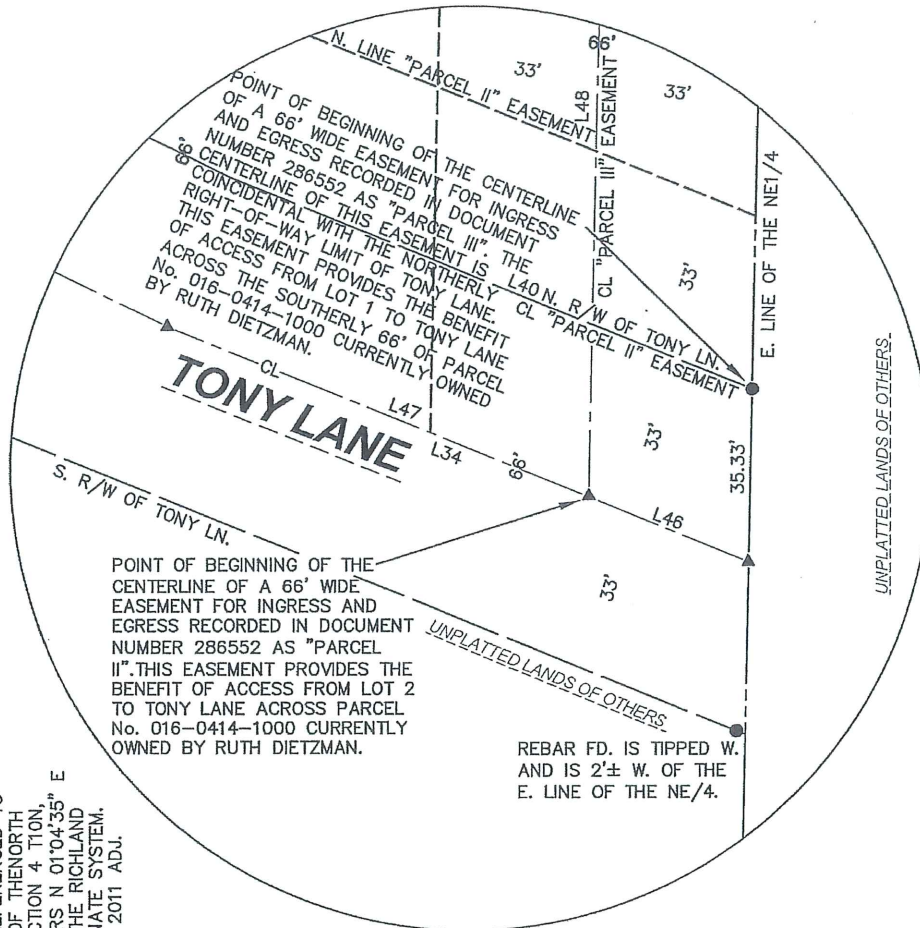 N. LINE "PARCEL II" EASEMENT
33'
66'
33'
L48
CL "PARCEL III" EASEMENT
E. LINE OF THE NE1/4
POINT OF BEGINNING OF THE CENTERLINE
OF A 66' WIDE EASEMENT FOR INGRESS
AND EGRESS RECORDED IN DOCUMENT
NUMBER 286552 AS "PARCEL III". THE
CENTERLINE OF THIS EASEMENT IS
COINCIDENTAL WITH THE NORTHERLY
RIGHT-OF-WAY LIMIT OF TONY LANE.
THIS EASEMENT PROVIDES THE BENEFIT
OF ACCESS FROM LOT 1 TO TONY LANE
ACROSS THE SOUTHERLY 66' OF PARCEL
No. 016-0414-1000 CURRENTLY OWNED
BY RUTH DIETZMAN.
66'
33'
L40 N. R/W OF TONY LN.
CL "PARCEL II" EASEMENT
CL
TONY LANE
L47
L34
66'
33'
35.33'
L46
UNPLATTED LANDS OF OTHERS
S. R/W OF TONY LN.
33'
POINT OF BEGINNING OF THE
CENTERLINE OF A 66' WIDE
EASEMENT FOR INGRESS AND
EGRESS RECORDED IN DOCUMENT
NUMBER 286552 AS "PARCEL
II".THIS EASEMENT PROVIDES THE
BENEFIT OF ACCESS FROM LOT 2
TO TONY LANE ACROSS PARCEL
No. 016-0414-1000 CURRENTLY
OWNED BY RUTH DIETZMAN.
UNPLATTED LANDS OF OTHERS
REBAR FD. IS TIPPED W.
AND IS 2'± W. OF THE
E. LINE OF THE NE/4.
TO
OF THENORTH
CTION 4 T10N,
RS N 01°04'35" E
THE RICHLAND
NATE SYSTEM.
2011 ADJ.